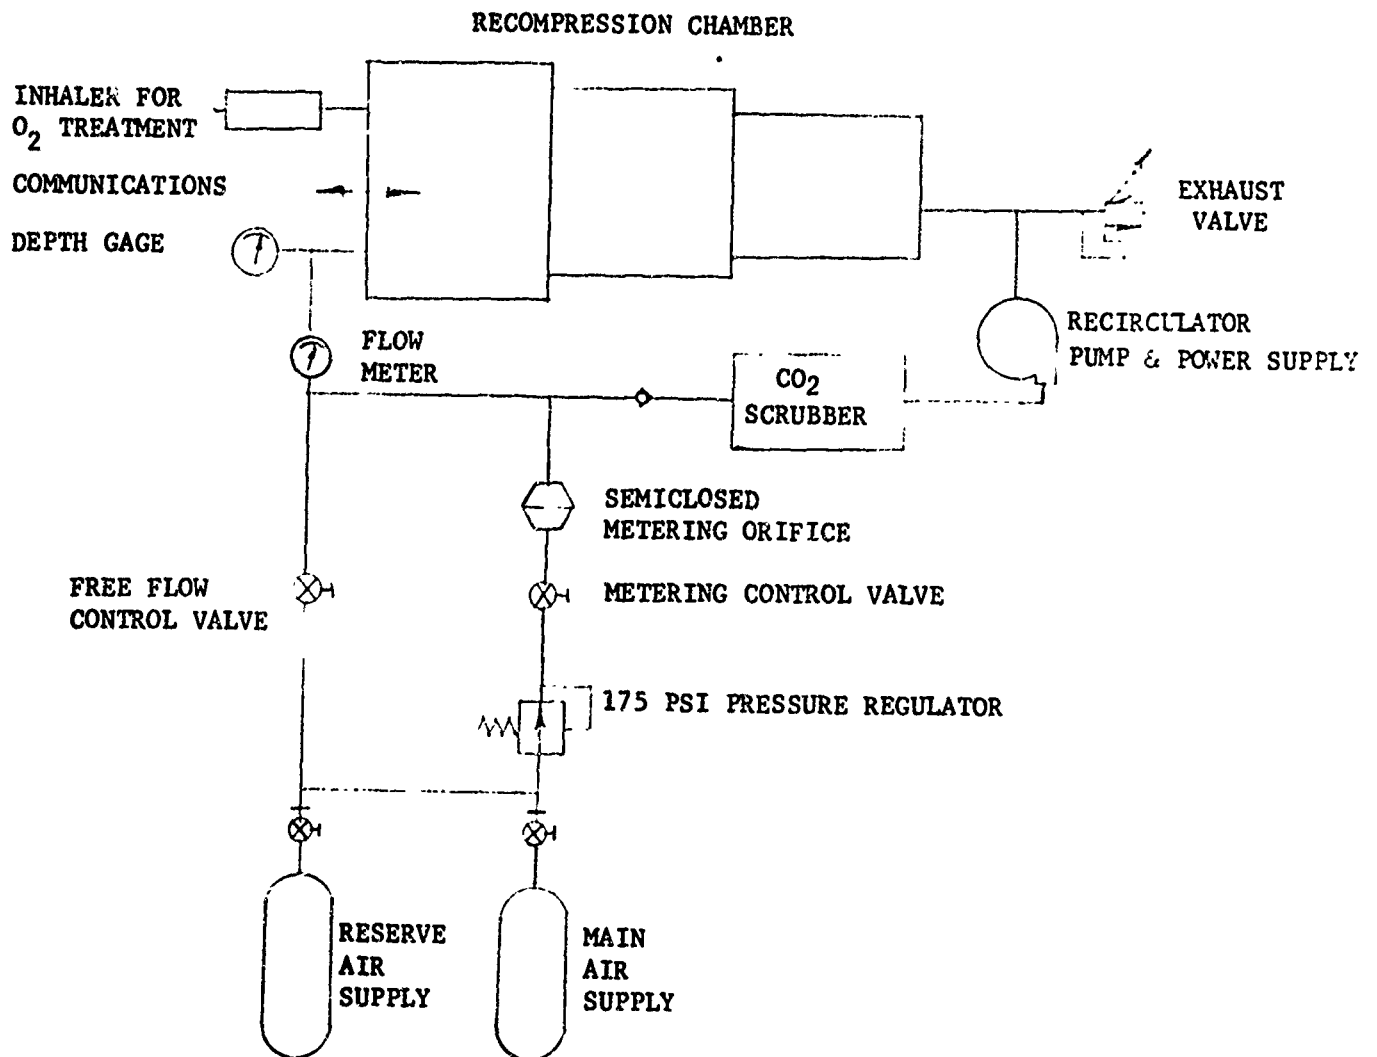 RECOMPRESSION CHAMBER
INHALER FOR
O2 TREATMENT
COMMUNICATIONS
DEPTH GAGE
EXHAUST
VALVE
FLOW
METER
RECIRCULATOR
PUMP & POWER SUPPLY
CO2
SCRUBBER
SEMICLOSED
METERING ORIFICE
FREE FLOW
CONTROL VALVE
METERING CONTROL VALVE
175 PSI PRESSURE REGULATOR
RESERVE
AIR
SUPPLY
MAIN
AIR
SUPPLY